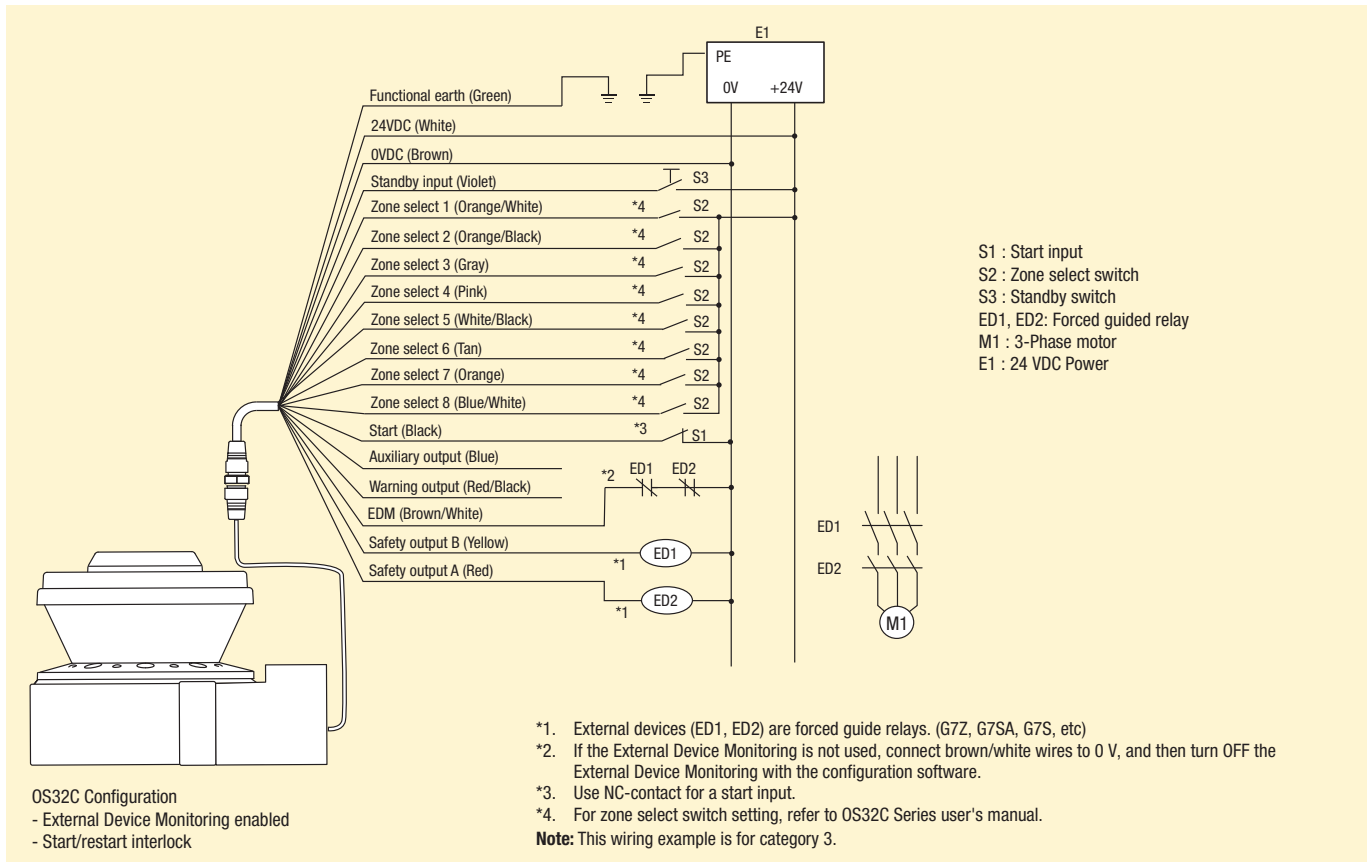 E1
PE
0V +24V
Functional earth (Green)
24VDC (White)
0VDC (Brown)
Standby input (Violet) S3
Zone select 1 (Orange/White) *4 S2
Zone select 2 (Orange/Black) *4 S2
Zone select 3 (Gray) *4 S2
Zone select 4 (Pink) *4 S2
Zone select 5 (White/Black) *4 S2
Zone select 6 (Tan) *4 S2
Zone select 7 (Orange) *4 S2
Zone select 8 (Blue/White) *4 S2
Start (Black) *3 S1
Auxiliary output (Blue)
Warning output (Red/Black)
*2 ED1 ED2
EDM (Brown/White)
Safety output B (Yellow)
*1 ED1
Safety output A (Red)
*1 ED2
S1 : Start input
S2 : Zone select switch
S3 : Standby switch
ED1, ED2: Forced guided relay
M1 : 3-Phase motor
E1 : 24 VDC Power
ED1
ED2
M1
OS32C Configuration
- External Device Monitoring enabled
- Start/restart interlock
*1. External devices (ED1, ED2) are forced guide relays. (G7Z, G7SA, G7S, etc)
*2. If the External Device Monitoring is not used, connect brown/white wires to 0 V, and then turn OFF the
External Device Monitoring with the configuration software.
*3. Use NC-contact for a start input.
*4. For zone select switch setting, refer to OS32C Series user's manual.
Note: This wiring example is for category 3.